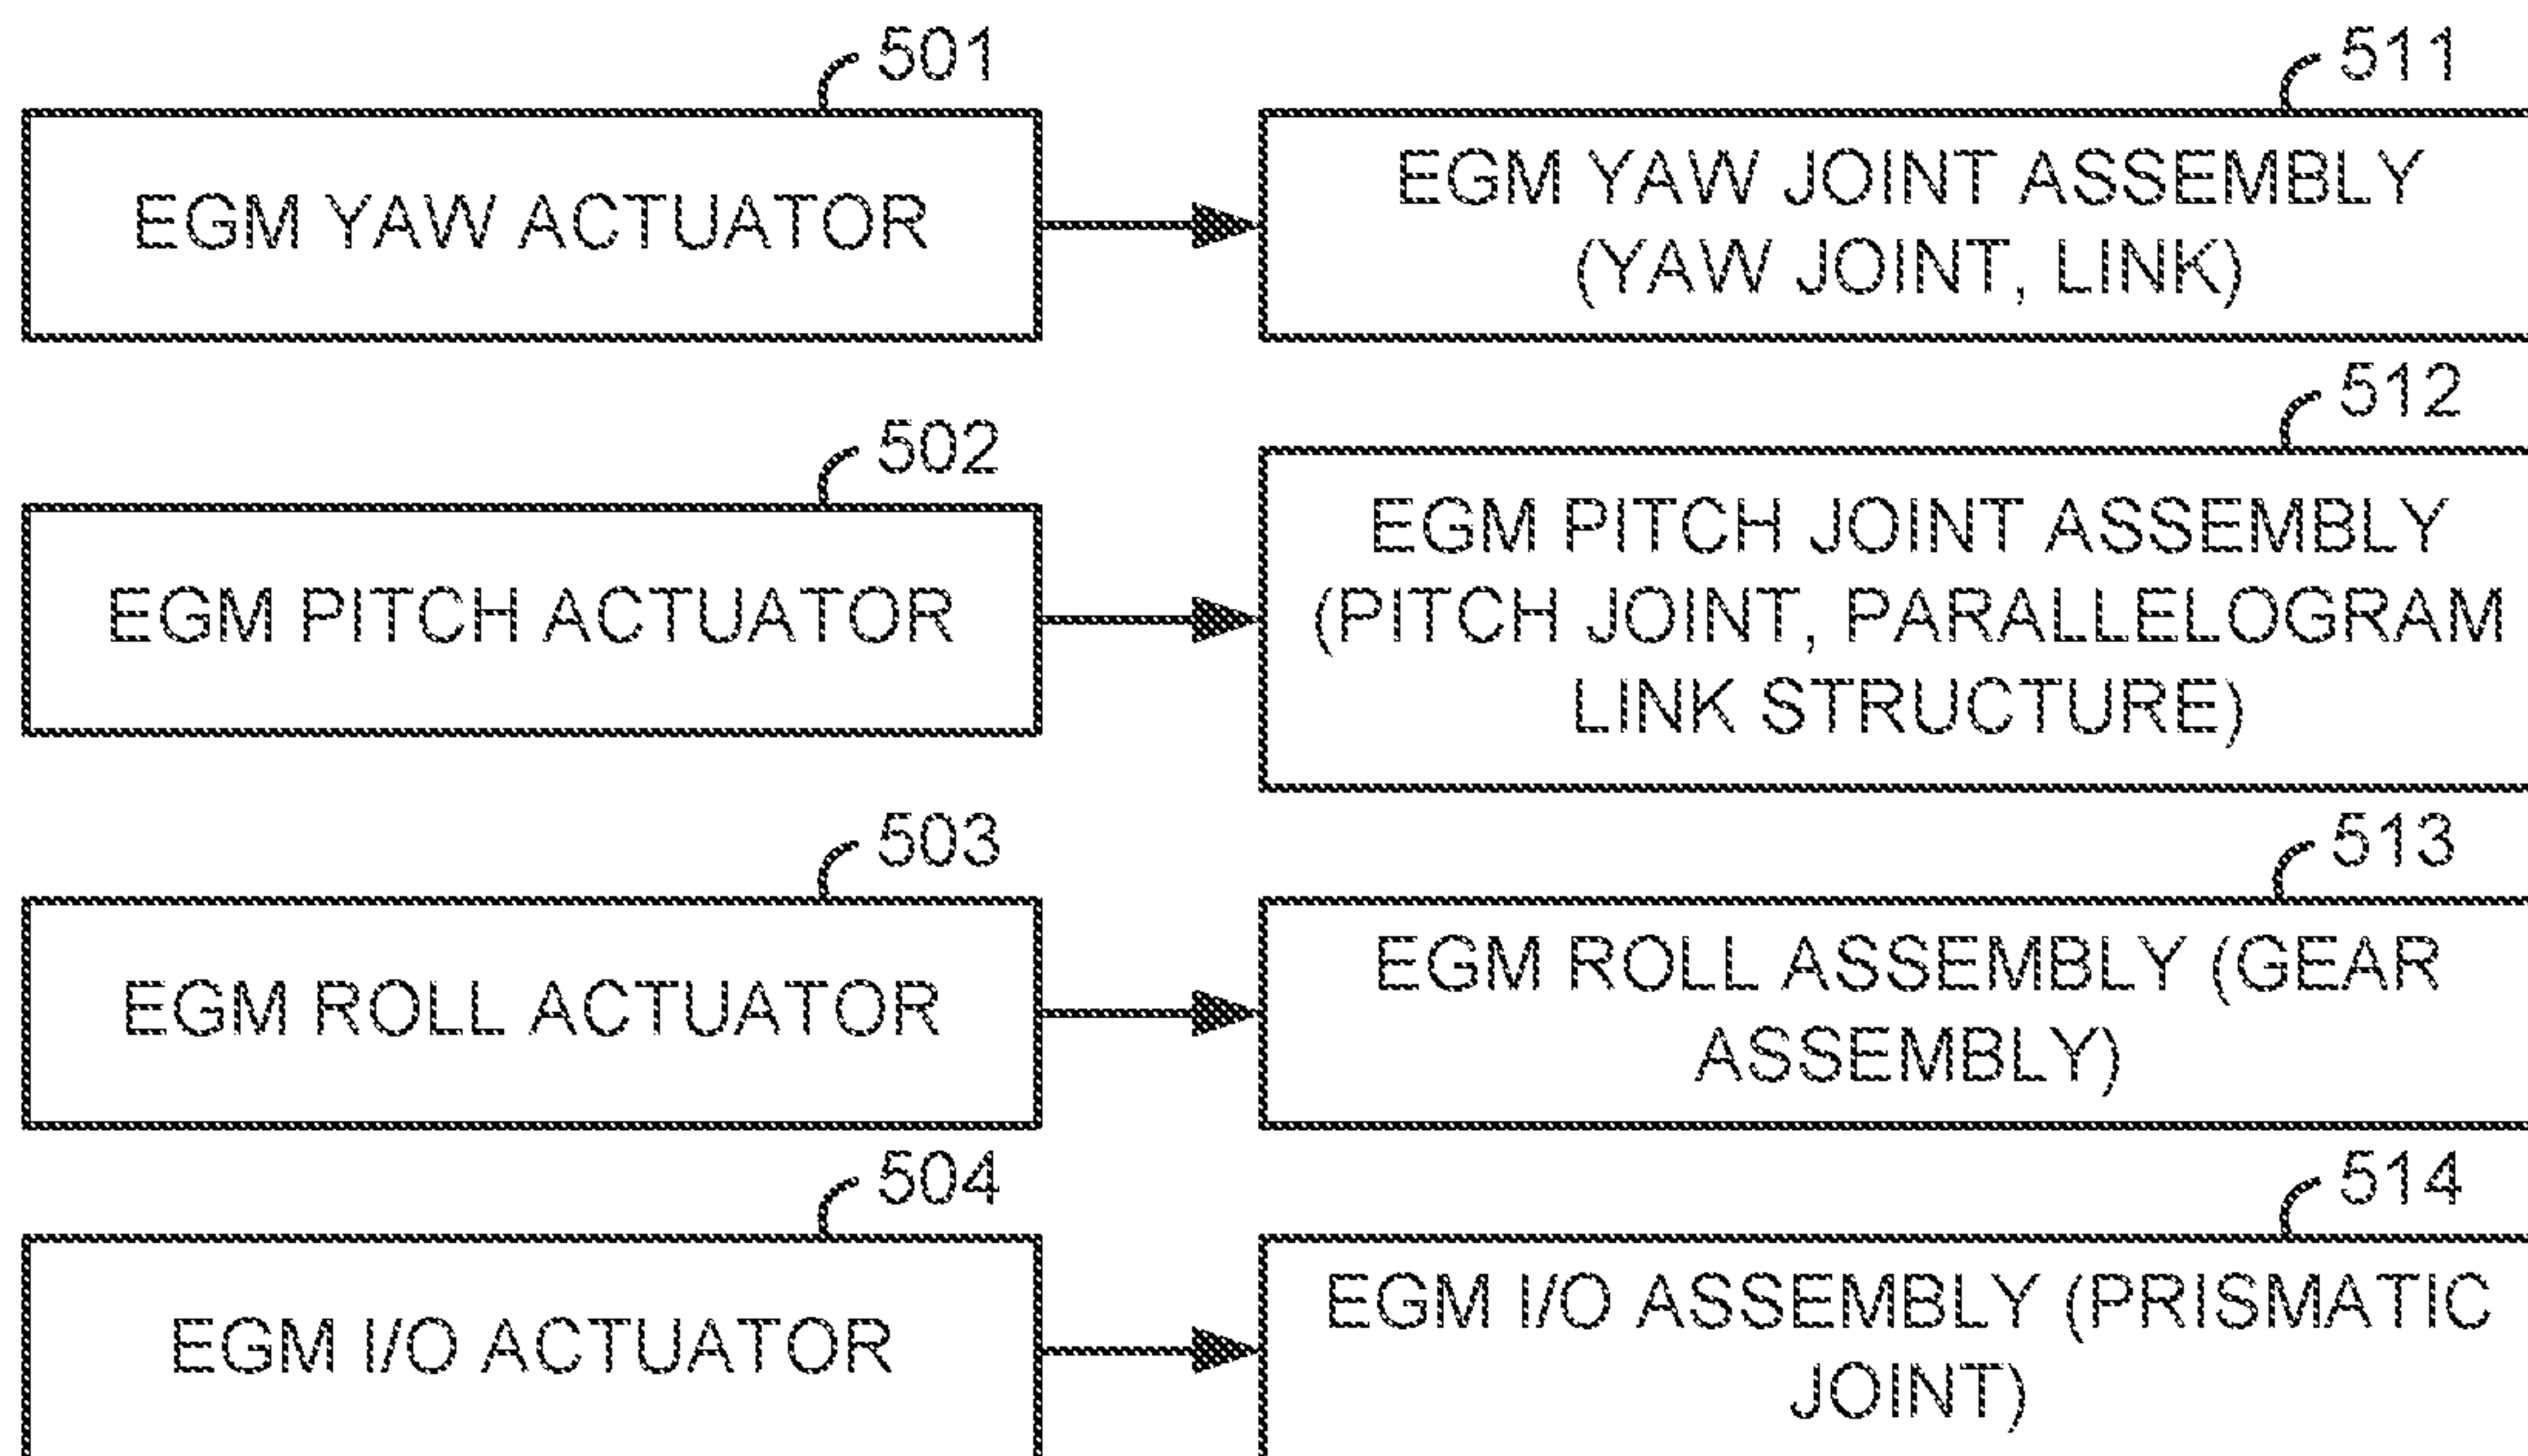 501
EGM YAW ACTUATOR
511
EGM YAW JOINT ASSEMBLY
(YAW JOINT, LINK)
502
EGM PITCH ACTUATOR
512
EGM PITCH JOINT ASSEMBLY
(PITCH JOINT, PARALLELOGRAM
LINK STRUCTURE)
503
EGM ROLL ACTUATOR
513
EGM ROLL ASSEMBLY (GEAR
ASSEMBLY)
504
EGM I/O ACTUATOR
514
EGM I/O ASSEMBLY (PRISMATIC
JOINT)